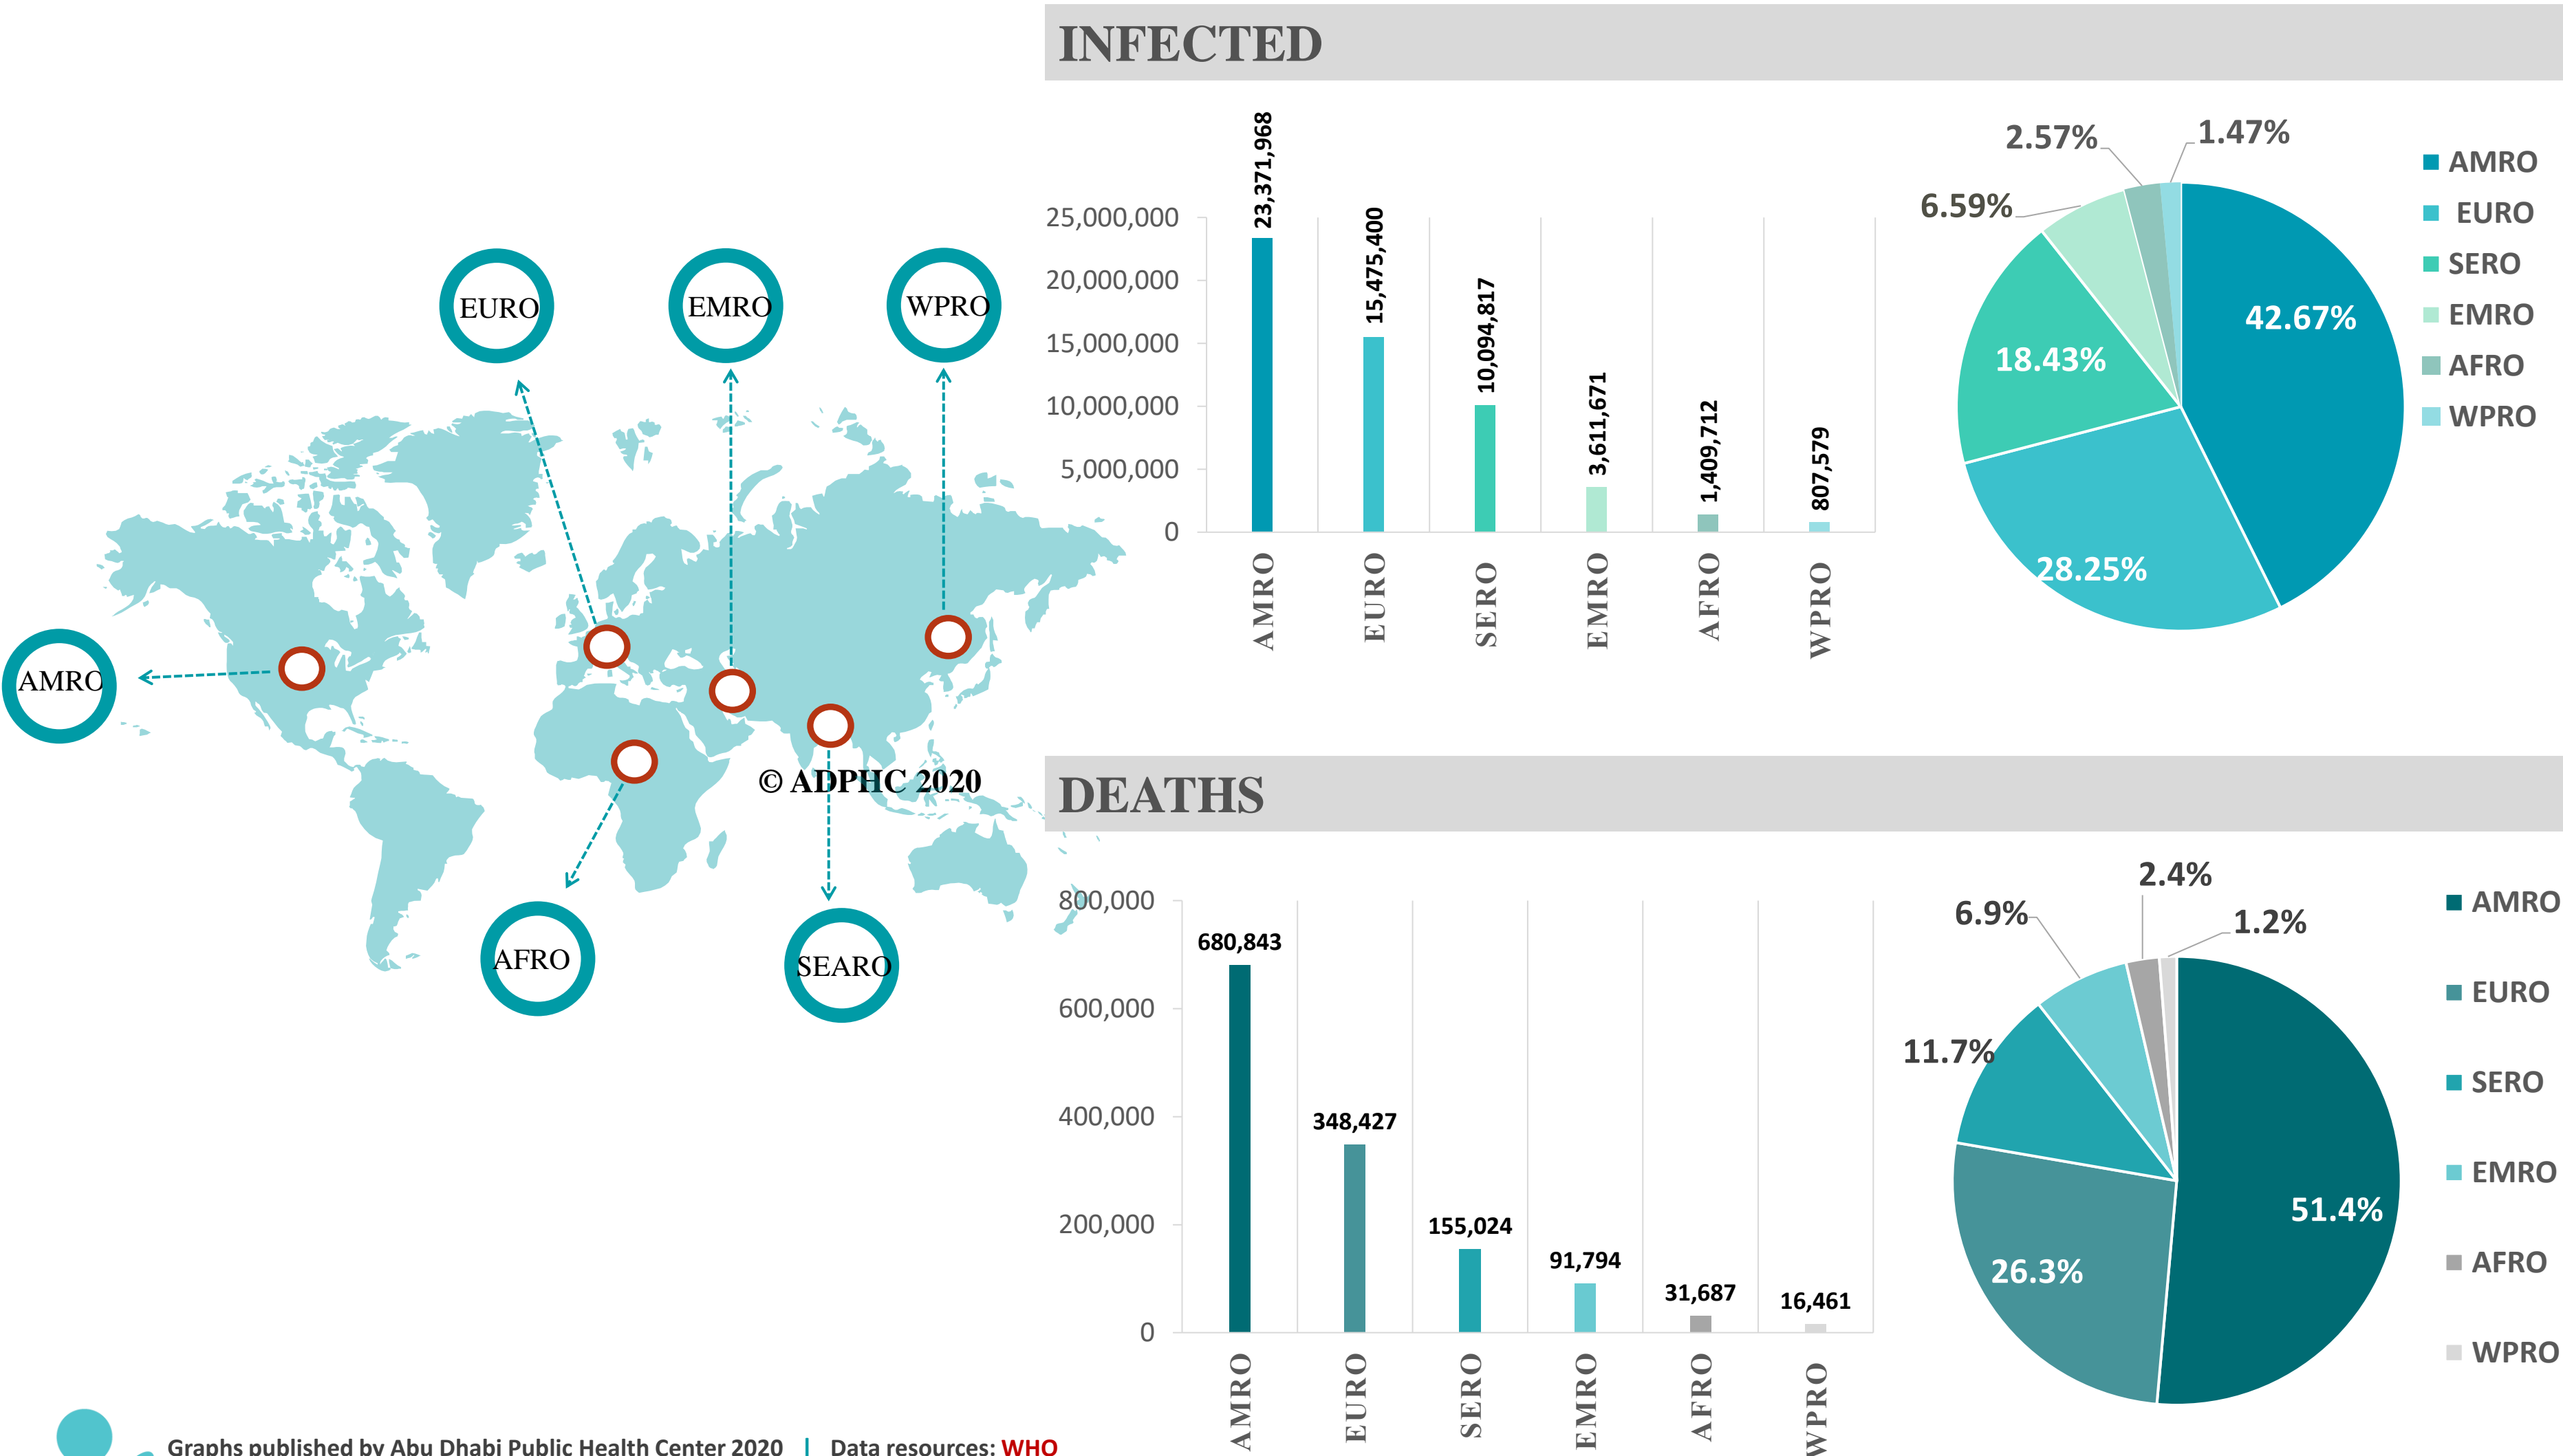 INFECTED
EURO
EMRO
WPRO
AMRO
AFRO
SEARO
© ADPHC 2020
25,000,000
20,000,000
15,000,000
10,000,000
5,000,000
0
23,371,968
15,475,400
10,094,817
3,611,671
1,409,712
807,579
AMRO
EURO
SERO
EMRO
AFRO
WPRO
2.57%
1.47%
6.59%
42.67%
18.43%
28.25%
AMRO
EURO
SERO
EMRO
AFRO
WPRO
DEATHS
800,000
600,000
400,000
200,000
0
680,843
348,427
155,024
91,794
31,687
16,461
AMRO
EURO
SERO
EMRO
AFRO
WPRO
2.4%
6.9%
1.2%
11.7%
51.4%
26.3%
AMRO
EURO
SERO
EMRO
AFRO
WPRO
Graphs published by Abu Dhabi Public Health Center 2020 | Data resources: WHO